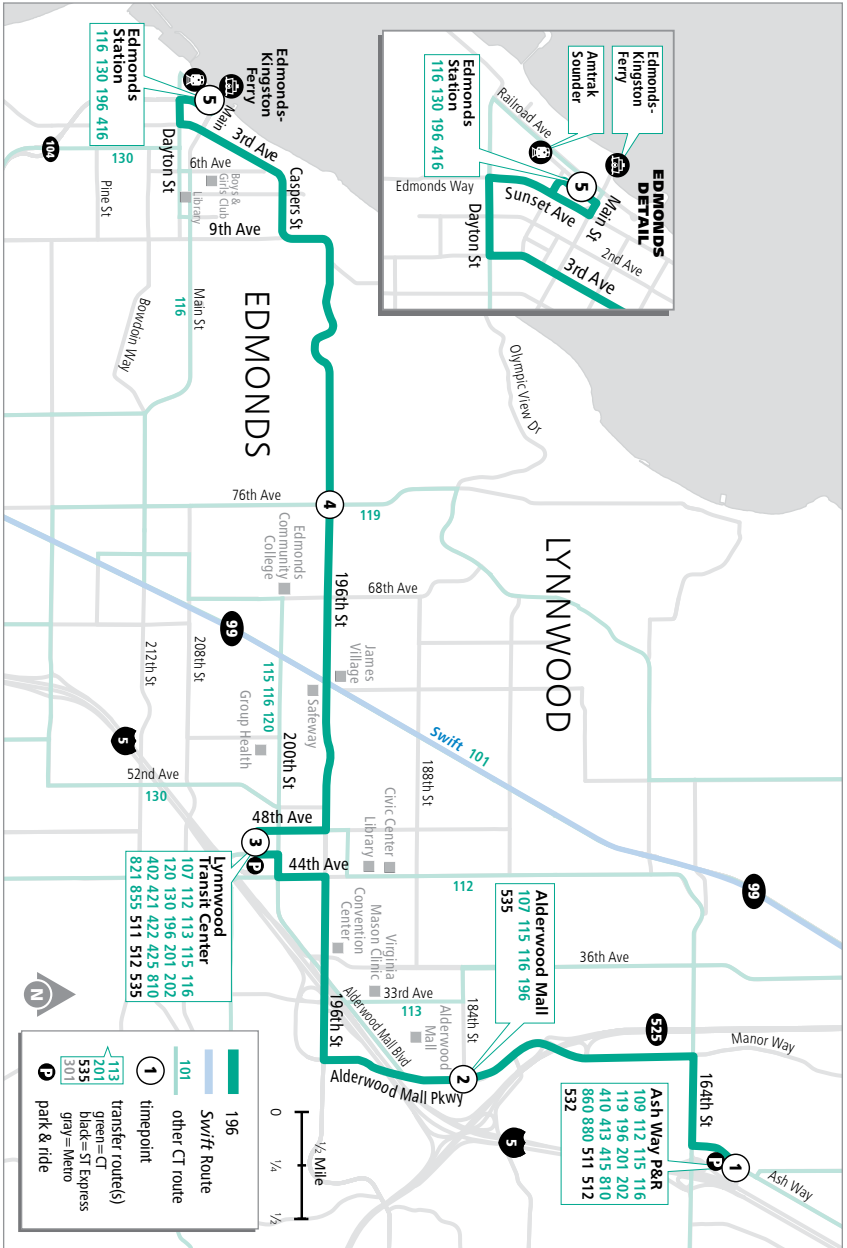 EDMONDS
DETAIL
Edmonds-
Kingston
Ferry
Amtrak
Sounder
Edmonds
Station
116 130 196 416
Railroad Ave
5
Main St
Sunset Ave
2nd Ave
3rd Ave
Edmonds Way
Dayton St
Edmonds-
Kingston
Ferry
Edmonds
Station
116 130 196 416
5
Main
3rd Ave
Caspers St
Dayton St
6th Ave
Boys &
Girls Club
Library
9th Ave
104
130
Pine St
Main St
116
Bowdoin Way
EDMONDS
Olympic View Dr
76th Ave
4
119
Edmonds
Community
College
68th Ave
196th St
LYNNWOOD
99
212th St
208th St
James
Village
Safeway
115 116 120
200th St
Group Health
5
Swift 101
188th St
52nd Ave
130
48th Ave
3
P
44th Ave
Civic Center
Library
112
99
Lynnwood
Transit Center
107 112 113 115 116
120 130 196 201 202
402 421 422 425 810
821 855 511 512 535
Alderwood Mall
107 115 116 196
535
Virginia
Mason Clinic
Convention
Center
36th Ave
33rd Ave
113
184th St
Alderwood
Mall
196th St
Alderwood Mall Blvd
Alderwood Mall Pkwy
2
525
Manor Way
164th St
5
Ash Way P&R
109 112 115 116
119 196 201 202
410 413 415 810
860 880 511 512
532
P
1
Ash Way
N
0
1/4
1/2
1/2 Mile
196
Swift Route
101
other CT route
1
timepoint
113
201
535
301
transfer route(s)
green=CT
black=ST Express
gray=Metro
P
park & ride